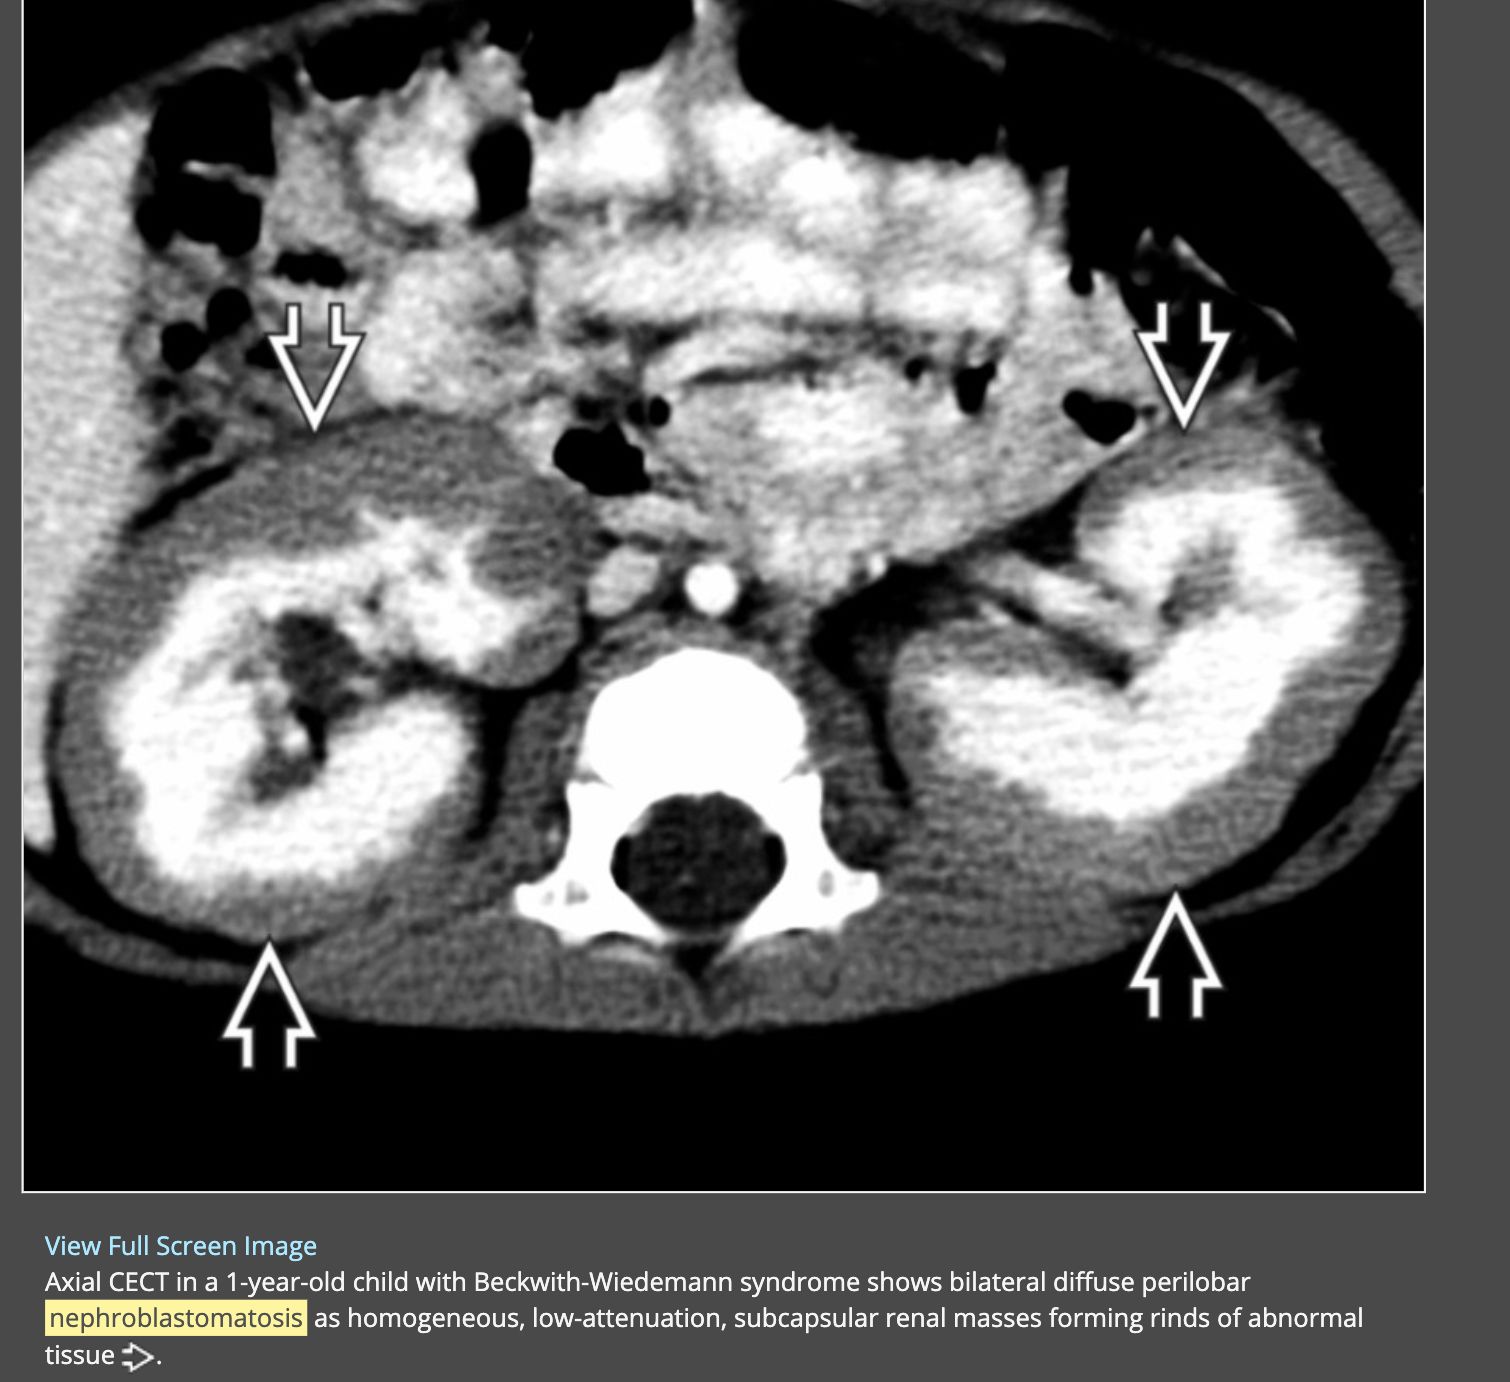 View Full Screen Image
Axial CECT in a 1-year-old child with Beckwith-Wiedemann syndrome shows bilateral diffuse perilobar
nephroblastomatosis as homogeneous, low-attenuation, subcapsular renal masses forming rinds of abnormal
tissue .